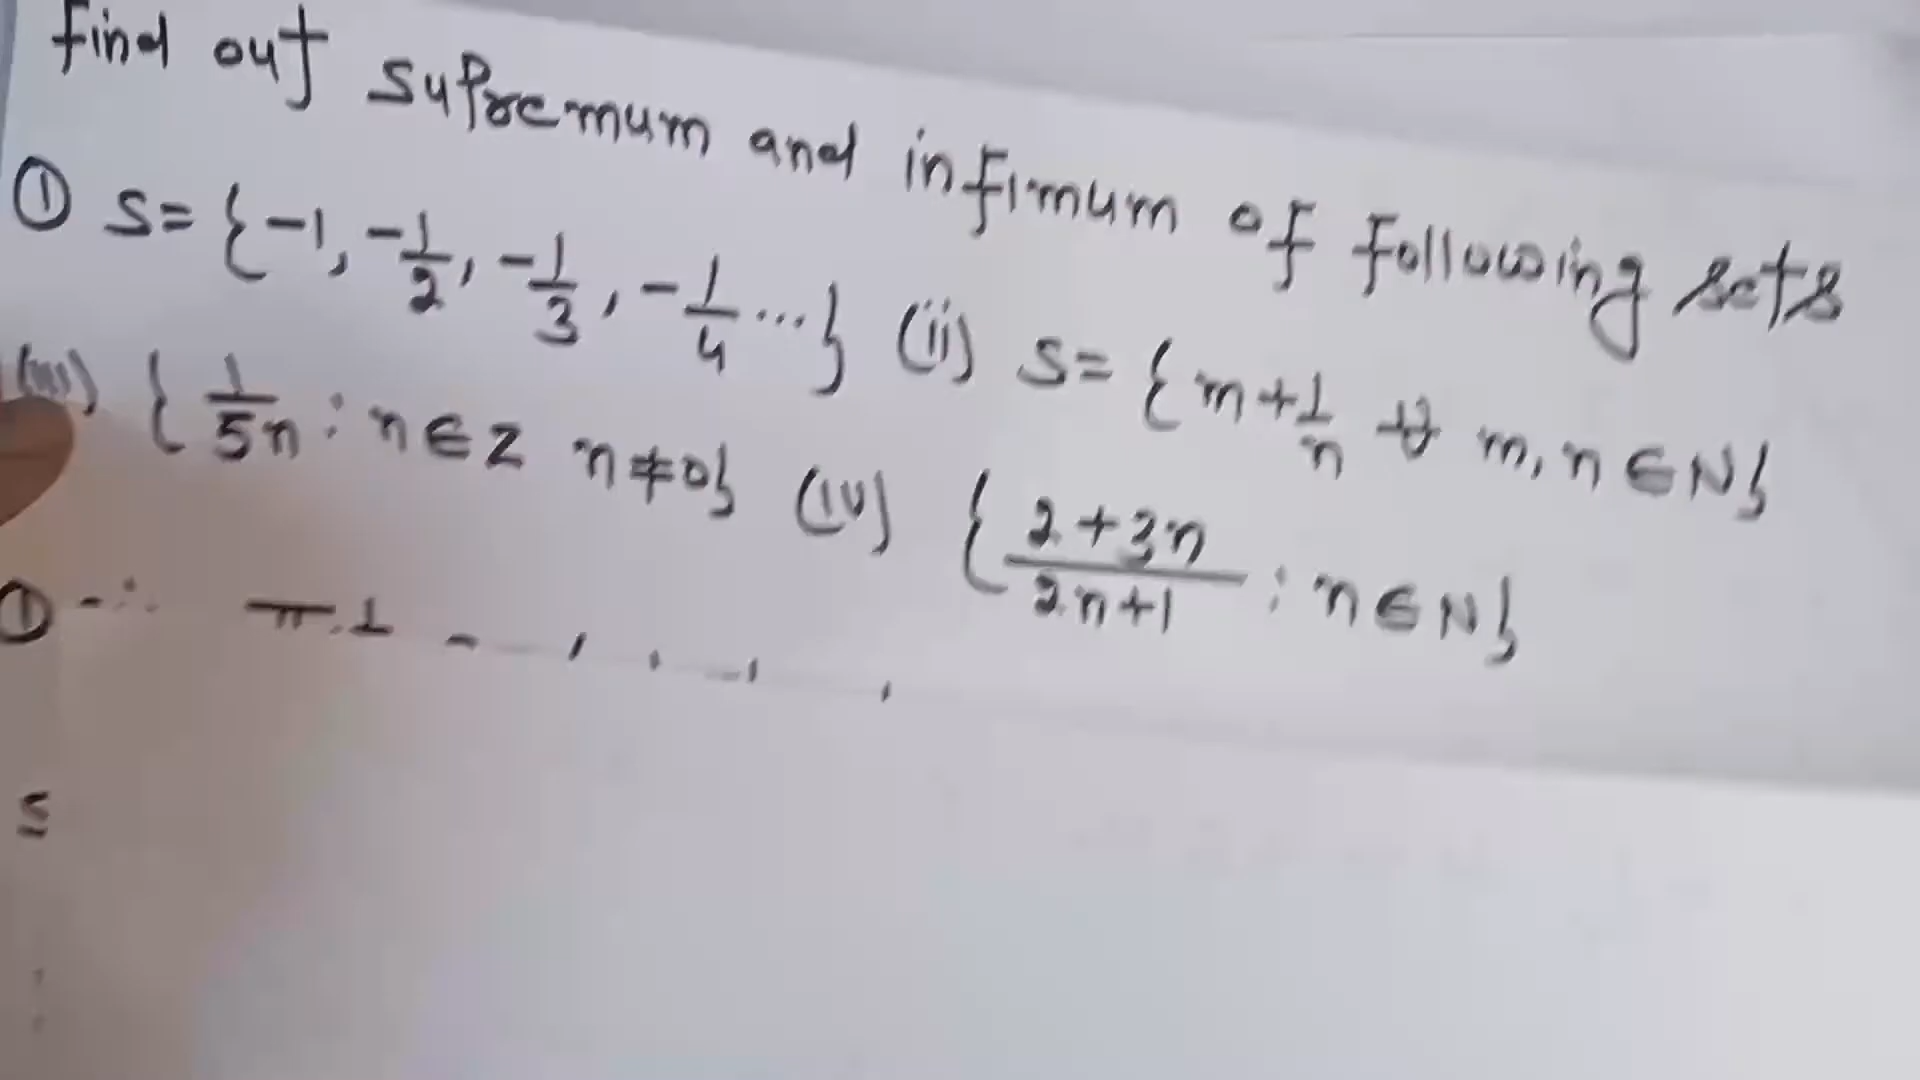 Find out supremum and infimum of following sets
① S = {-1, -1/2, -1/3, -1/4 ...} (ii) S = {m + 1/n ∀ m, n ∈ N}
(iii) {1/5n : n ∈ Z n ≠ 0} (iv) {2+3n/2n+1 : n ∈ N}
①